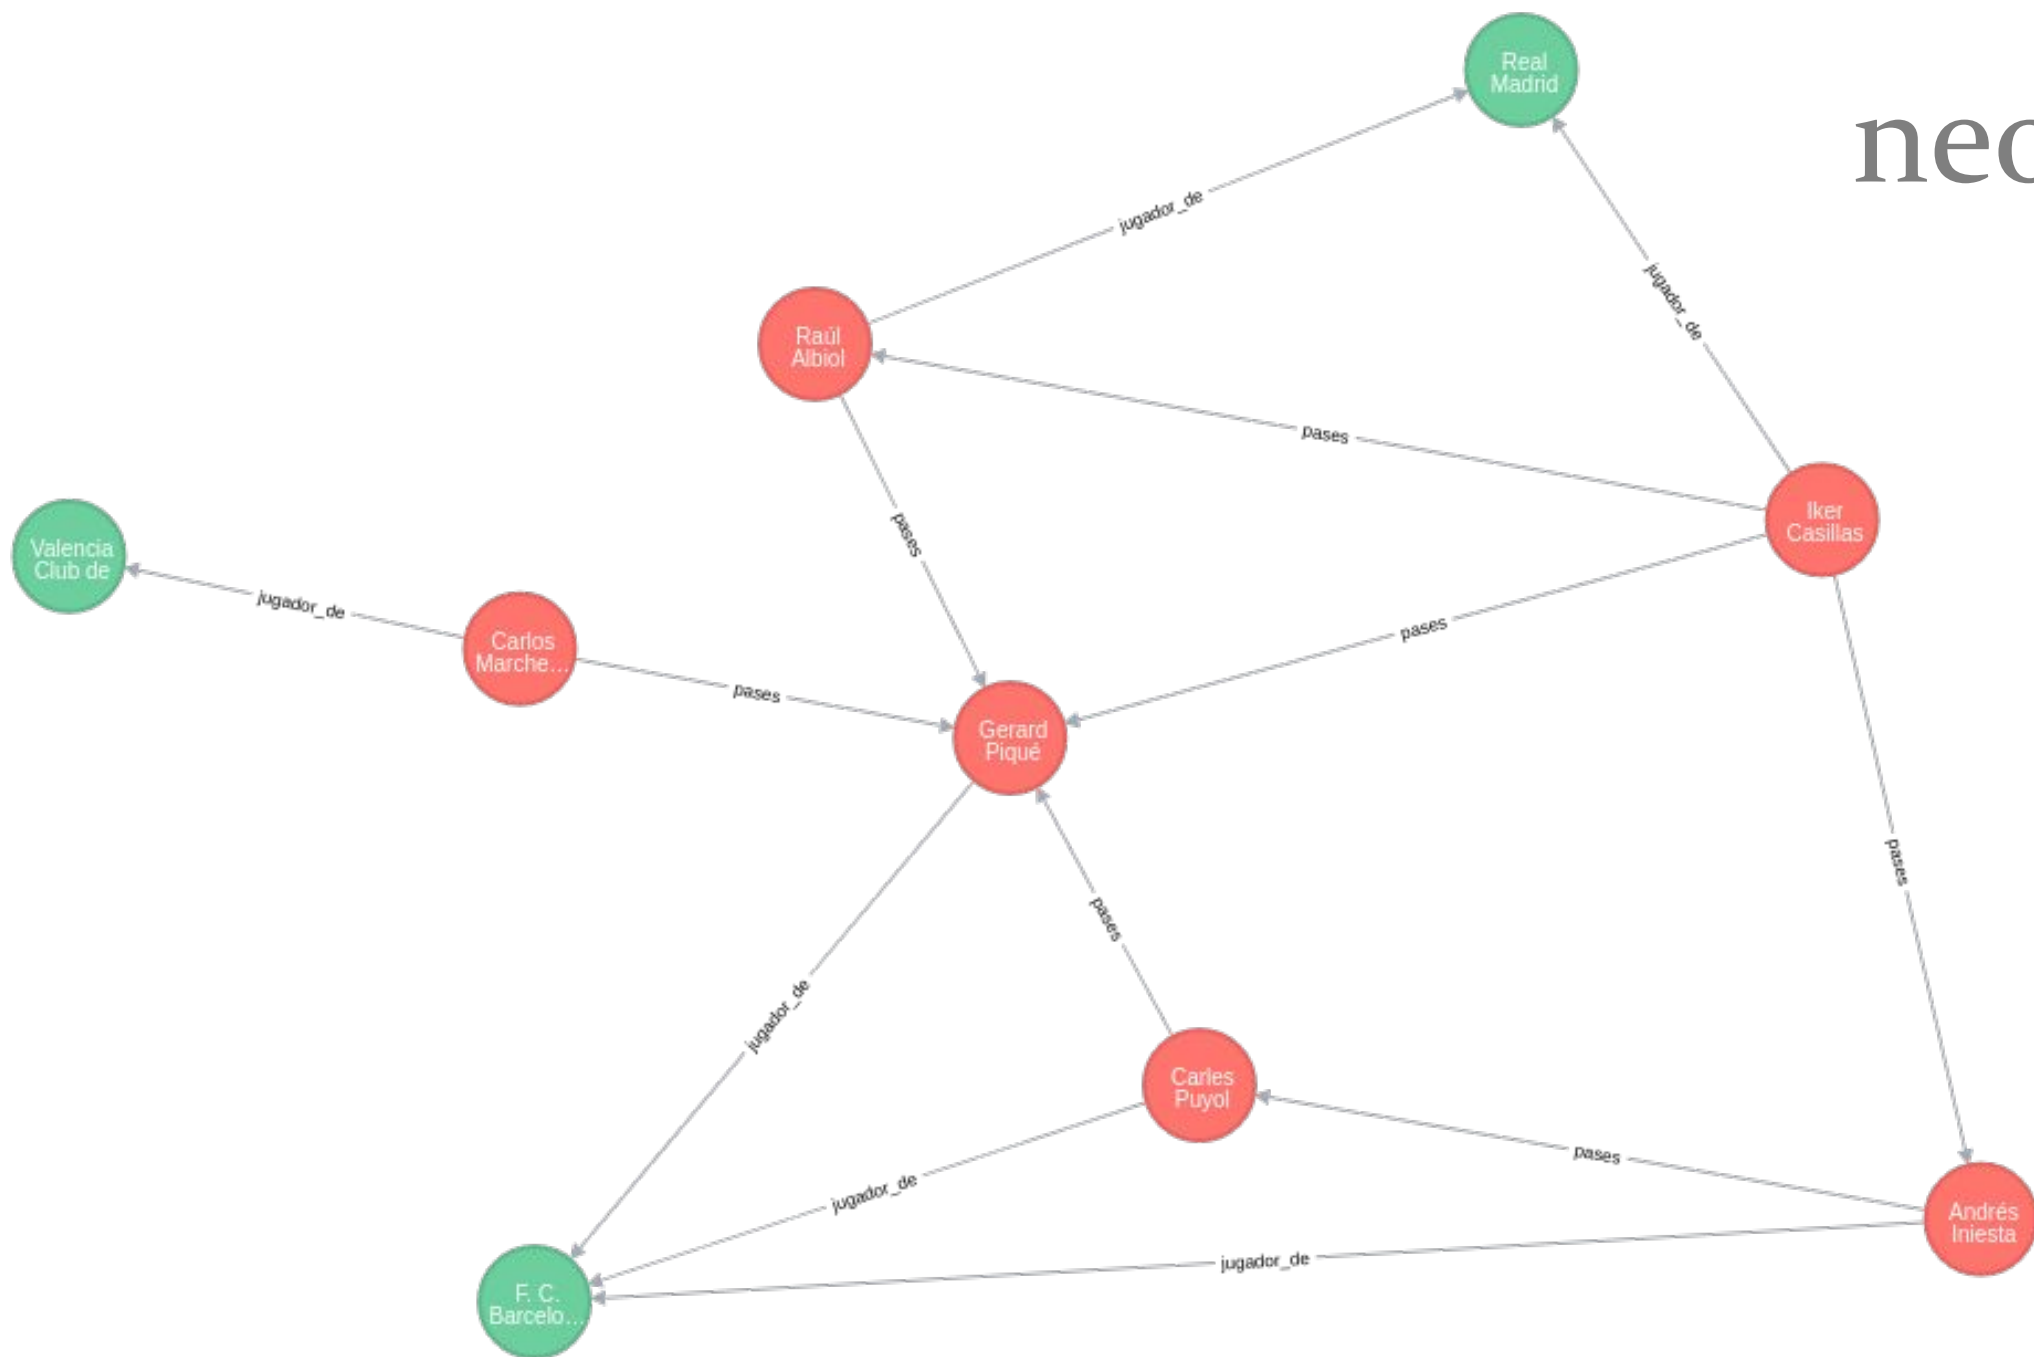 Real
Madrid
neo
jugador_de
jugador_de
Raúl
Albiol
pases
Iker
Casillas
pases
Valencia
Club de
jugador_de
pases
Carlos
Marche...
pases
Gerard
Piqué
pases
pases
jugador_de
Carles
Puyol
pases
jugador_de
Andrés
Iniesta
jugador_de
F. C.
Barcelo...